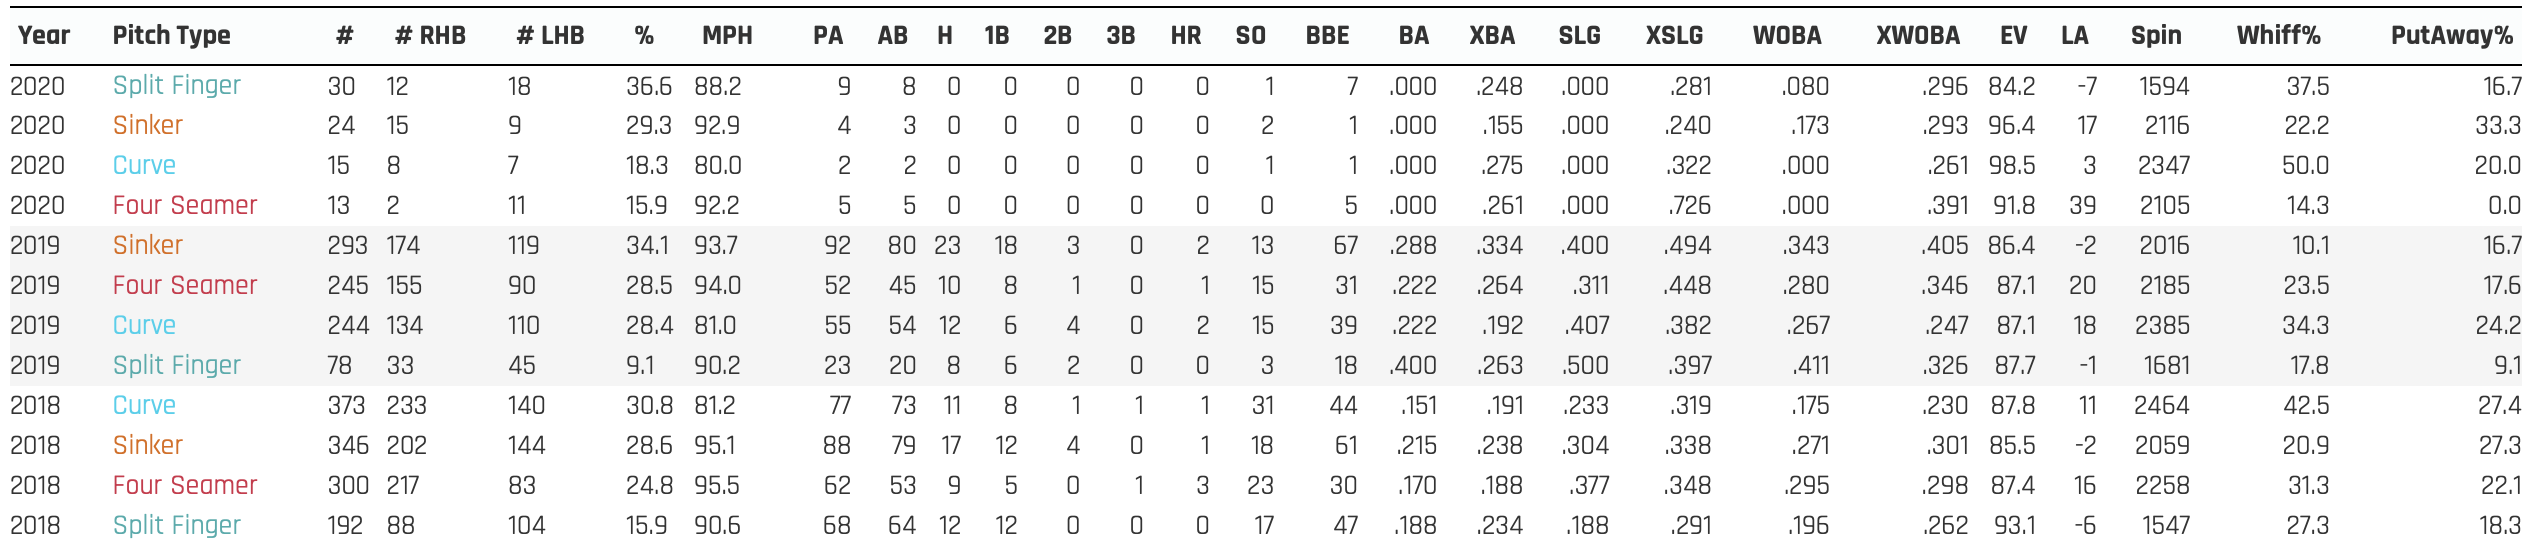 Year Pitch Type # # RHB # LHB % MPH PA AB H 1B 2B 3B HR SO BBE BA XBA SLG XSLG WOBA XWOBA EV LA Spin Whiff% PutAway%
2020 Split Finger 30 12 18 36.6 88.2 9 8 0 0 0 0 0 1 7 .000 .248 .000 .281 .080 .296 84.2 -7 1594 37.5 16.7
2020 Sinker 24 15 9 29.3 92.9 4 3 0 0 0 0 0 2 1 .000 .155 .000 .240 .173 .293 96.4 17 2116 22.2 33.3
2020 Curve 15 8 7 18.3 80.0 2 2 0 0 0 0 0 1 1 .000 .275 .000 .322 .000 .261 98.5 3 2347 50.0 20.0
2020 Four Seamer 13 2 11 15.9 92.2 5 5 0 0 0 0 0 0 5 .000 .261 .000 .726 .000 .391 91.8 39 2105 14.3 0.0
2019 Sinker 293 174 119 34.1 93.7 92 80 23 18 3 0 2 13 67 .288 .334 .400 .494 .343 .405 86.4 -2 2016 10.1 16.7
2019 Four Seamer 245 155 90 28.5 94.0 52 45 10 8 1 0 1 15 31 .222 .264 .311 .448 .280 .346 87.1 20 2185 23.5 17.6
2019 Curve 244 134 110 28.4 81.0 55 54 12 6 4 0 2 15 39 .222 .192 .407 .382 .267 .247 87.1 18 2385 34.3 24.2
2019 Split Finger 78 33 45 9.1 90.2 23 20 8 6 2 0 0 3 18 .400 .263 .500 .397 .411 .326 87.7 -1 1681 17.8 9.1
2018 Curve 373 233 140 30.8 81.2 77 73 11 8 1 1 1 31 44 .151 .191 .233 .319 .175 .230 87.8 11 2464 42.5 27.4
2018 Sinker 346 202 144 28.6 95.1 88 79 17 12 4 0 1 18 61 .215 .238 .304 .338 .271 .301 85.5 -2 2059 20.9 27.3
2018 Four Seamer 300 217 83 24.8 95.5 62 53 9 5 0 1 3 23 30 .170 .188 .377 .348 .295 .298 87.4 16 2258 31.3 22.1
2018 Split Finger 192 88 104 15.9 90.6 68 64 12 12 0 0 0 17 47 .188 .234 .188 .291 .196 .262 93.1 -6 1547 27.3 18.3